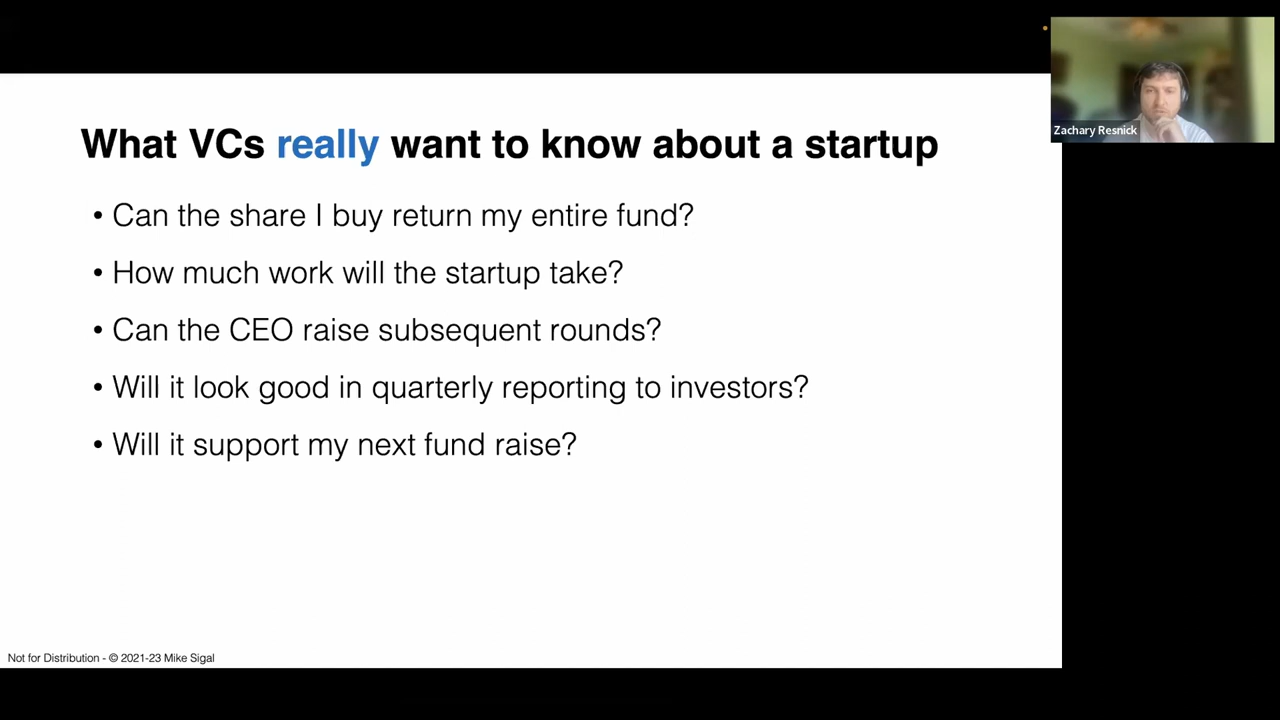 What VCs really want to know about a startup
• Can the share I buy return my entire fund?
• How much work will the startup take?
• Can the CEO raise subsequent rounds?
• Will it look good in quarterly reporting to investors?
• Will it support my next fund raise?
Not for Distribution - © 2021-23 Mike Sigal
Zachary Resnick